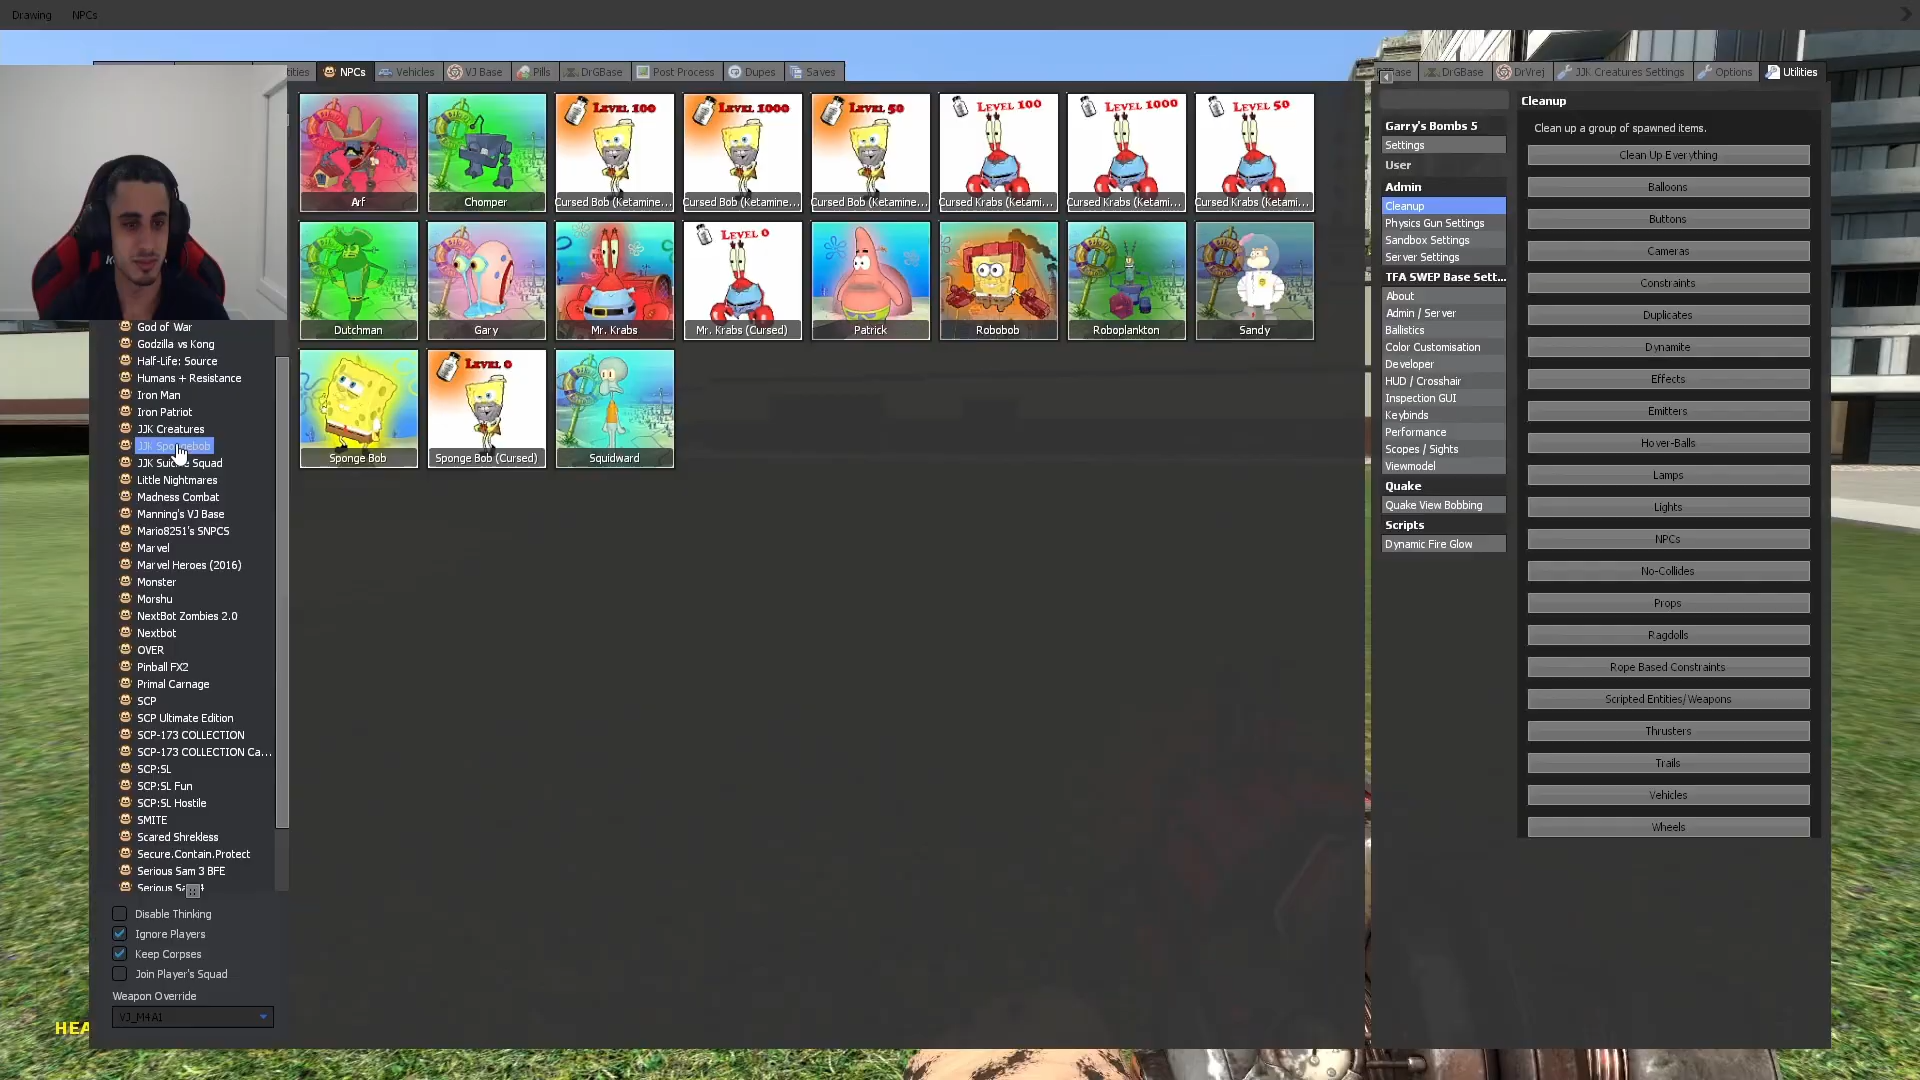 Drawing NPCs
tities NPCs Vehicles VJ Base Pills DrGBase Post Process Dupes Saves
Base DrGBase DrVrej JJK Creatures Settings Options Utilities
LEVEL 100
LEVEL 1000
LEVEL 50
LEVEL 100
LEVEL 1000
LEVEL 50
Arf
Chomper
Cursed Bob (Ketamine...
Cursed Bob (Ketamine...
Cursed Bob (Ketamine...
Cursed Krabs (Ketami...
Cursed Krabs (Ketami...
Cursed Krabs (Ketami...
LEVEL 0
Dutchman
Gary
Mr. Krabs
Mr. Krabs (Cursed)
Patrick
Robobob
Roboplankton
Sandy
LEVEL 0
Sponge Bob
Sponge Bob (Cursed)
Squidward
God of War
Godzilla vs Kong
Half-Life: Source
Humans + Resistance
Iron Man
Iron Patriot
JJK Creatures
JJK Spongebob
JJK Suicide Squad
Little Nightmares
Madness Combat
Manning's VJ Base
Mario8251's SNPCS
Marvel
Marvel Heroes (2016)
Monster
Morshu
NextBot Zombies 2.0
Nextbot
OVER
Pinball FX2
Primal Carnage
SCP
SCP Ultimate Edition
SCP-173 COLLECTION
SCP-173 COLLECTION Ca...
SCP:SL
SCP:SL Fun
SCP:SL Hostile
SMITE
Scared Shrekless
Secure.Contain.Protect
Serious Sam 3 BFE
Serious Sam 4
Disable Thinking
Ignore Players
Keep Corpses
Join Player's Squad
Weapon Override
VJ_M4A1
HEA
Garry's Bombs 5
Settings
User
Admin
Cleanup
Physics Gun Settings
Sandbox Settings
Server Settings
TFA SWEP Base Sett...
About
Admin / Server
Ballistics
Color Customisation
Developer
HUD / Crosshair
Inspection GUI
Keybinds
Performance
Scopes / Sights
Viewmodel
Quake
Quake View Bobbing
Scripts
Dynamic Fire Glow
Cleanup
Clean up a group of spawned items.
Clean Up Everything
Balloons
Buttons
Cameras
Constraints
Duplicates
Dynamite
Effects
Emitters
Hover-Balls
Lamps
Lights
NPCs
No-Collides
Props
Ragdolls
Rope Based Constraints
Scripted Entities/Weapons
Thrusters
Trails
Vehicles
Wheels